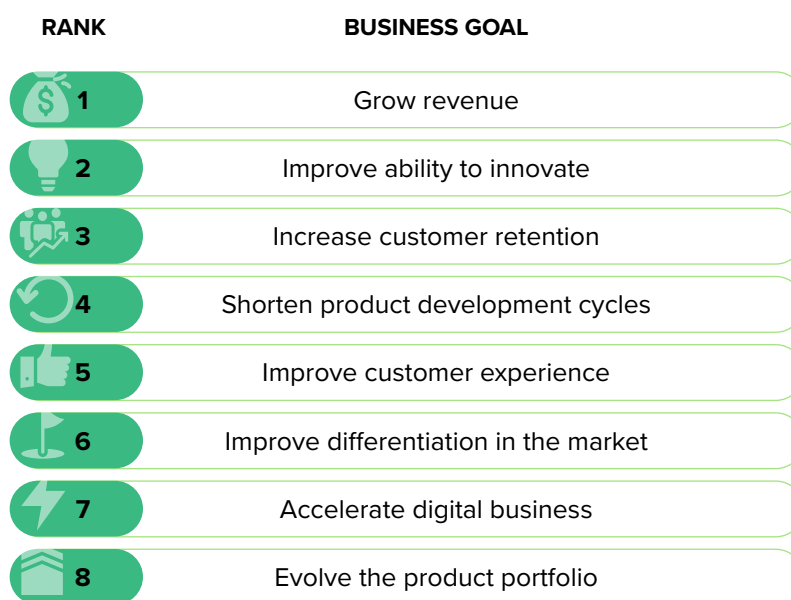 RANK BUSINESS GOAL
$ 1 Grow revenue
2 Improve ability to innovate
3 Increase customer retention
4 Shorten product development cycles
5 Improve customer experience
6 Improve differentiation in the market
7 Accelerate digital business
8 Evolve the product portfolio